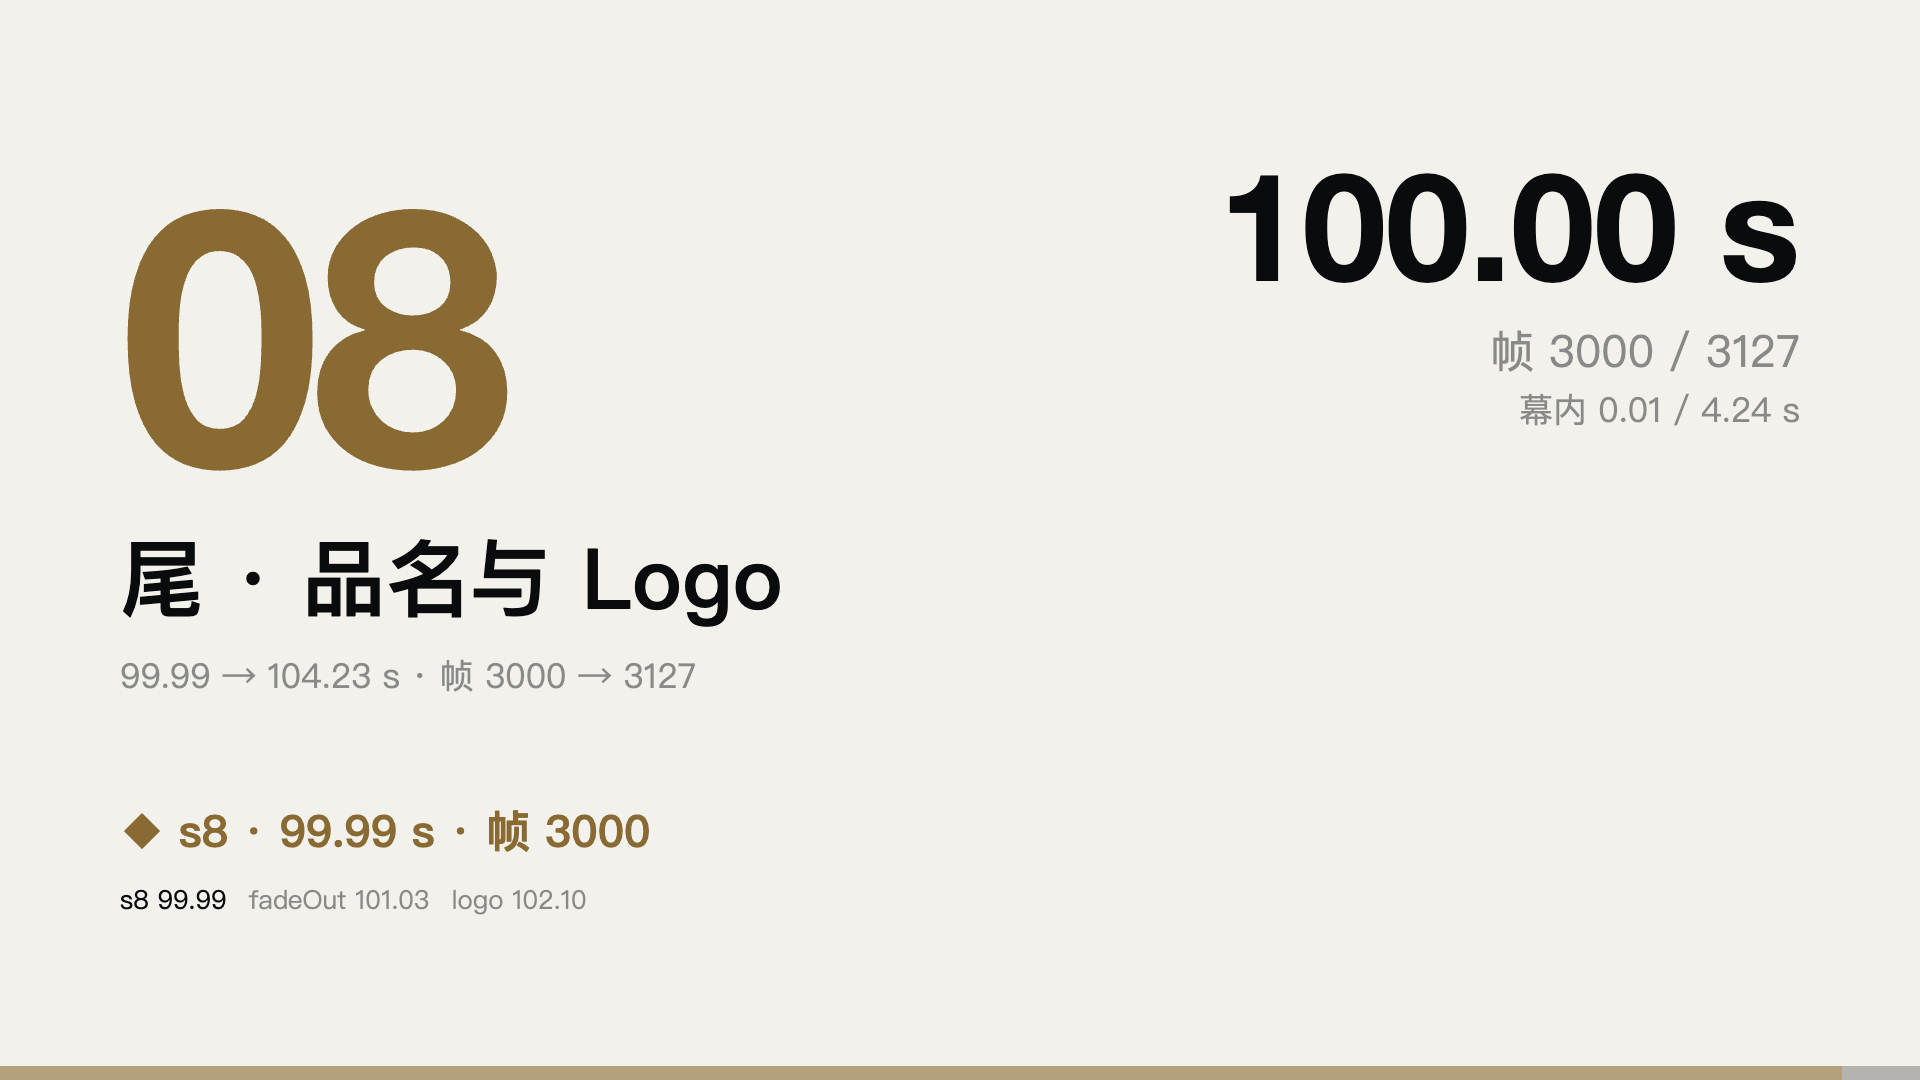 08
尾 · 品名与 Logo
99.99 → 104.23 s · 帧 3000 → 3127
◆ s8 · 99.99 s · 帧 3000
s8 99.99 fadeOut 101.03 logo 102.10
100.00 s
帧 3000 / 3127
幕内 0.01 / 4.24 s